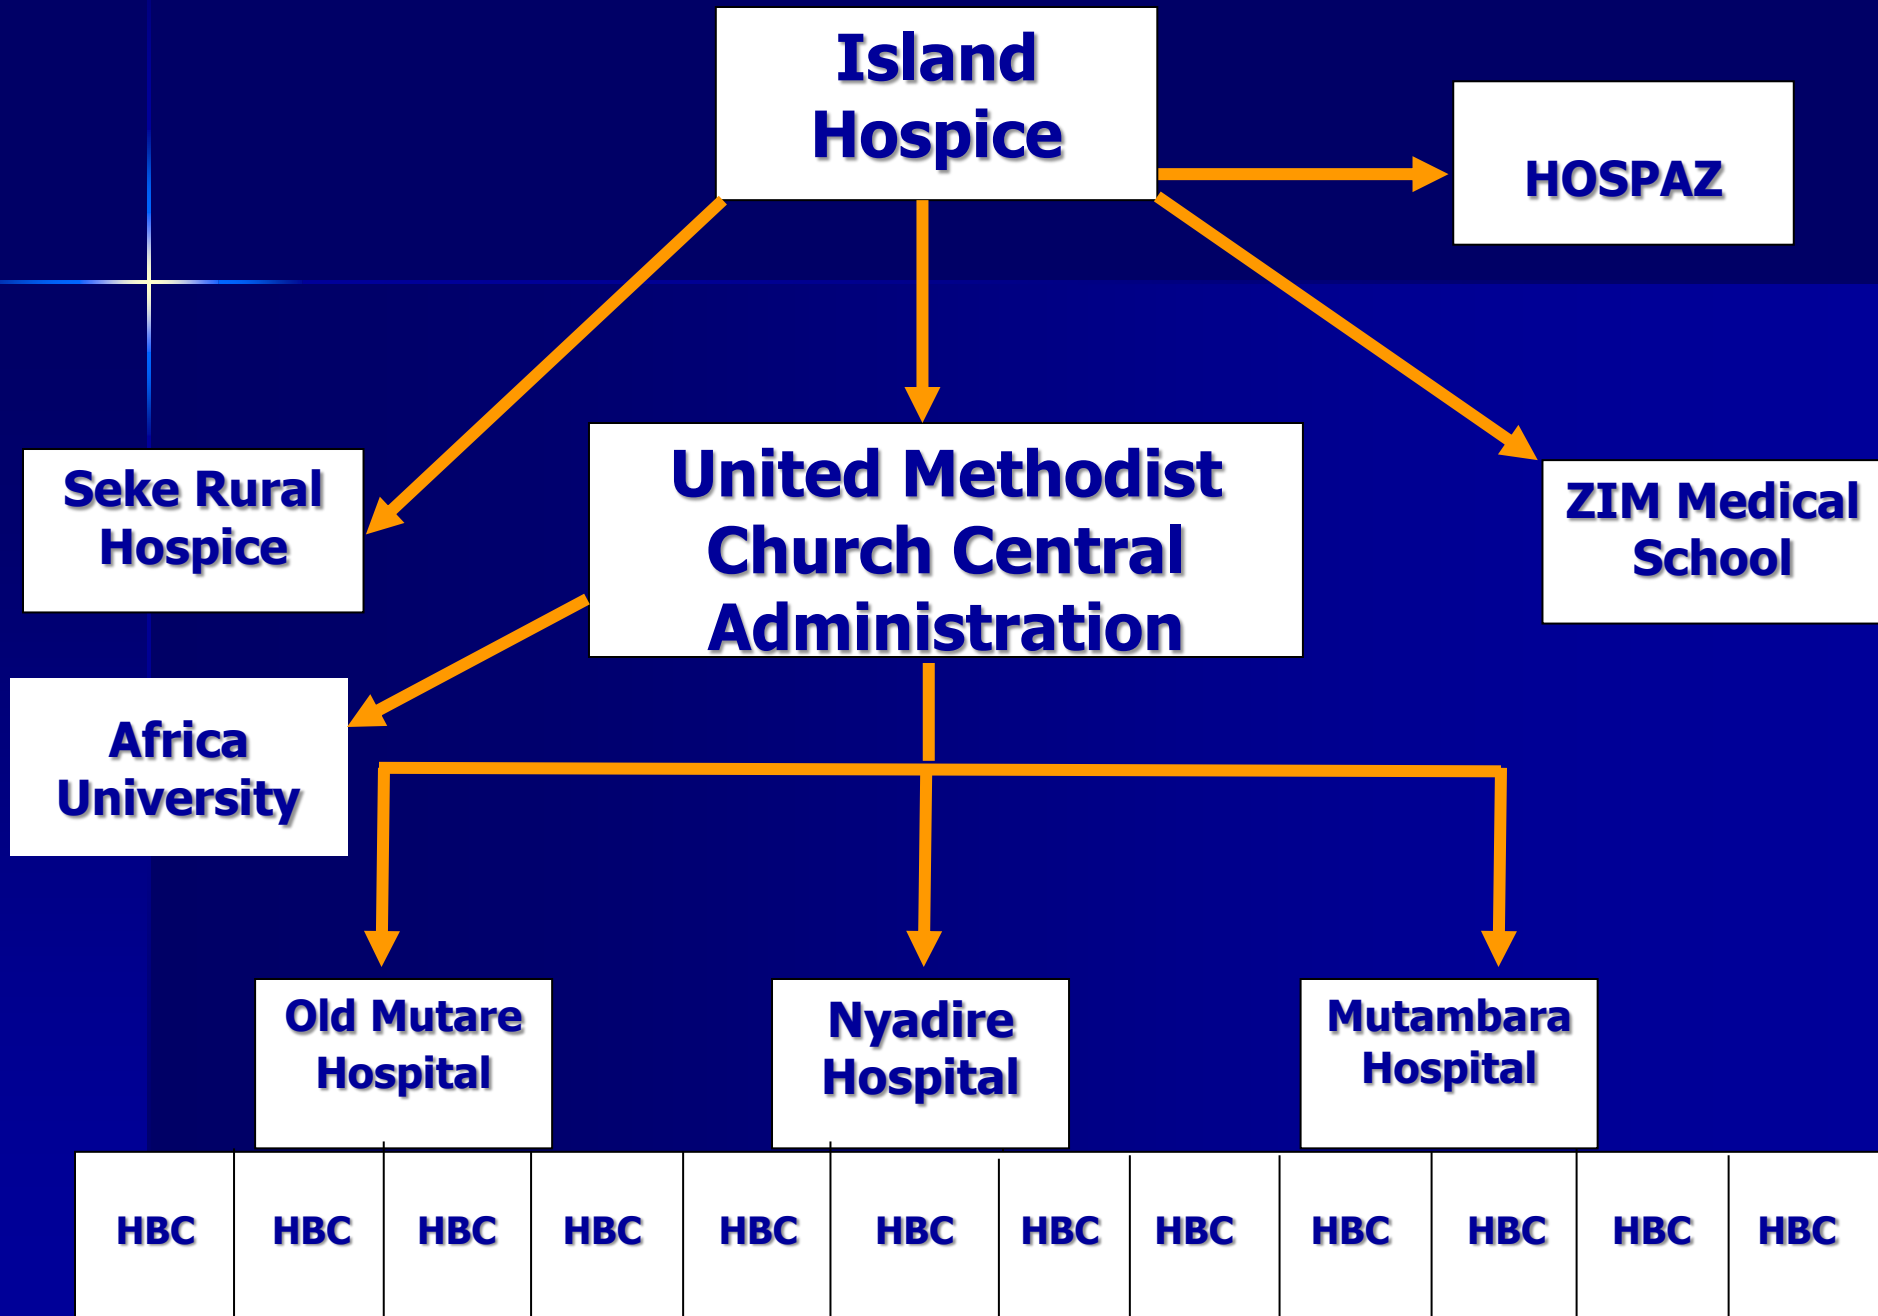 Island
Hospice
HOSPAZ
Seke Rural
Hospice
United Methodist
Church Central
Administration
ZIM Medical
School
Africa
University
Old Mutare
Hospital
Nyadire
Hospital
Mutambara
Hospital
HBC HBC HBC HBC HBC HBC HBC HBC HBC HBC HBC HBC